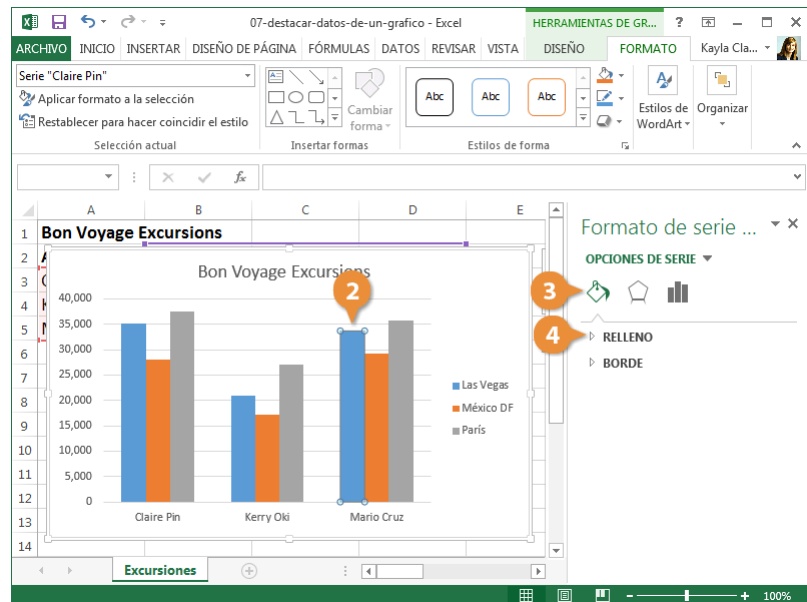 07-destacar-datos-de-un-grafico - Excel
HERRAMIENTAS DE GR...
?
ARCHIVO INICIO INSERTAR DISEÑO DE PÁGINA FÓRMULAS DATOS REVISAR VISTA DISEÑO FORMATO Kayla Cla...
Serie "Claire Pin"
Aplicar formato a la selección
Restablecer para hacer coincidir el estilo
Selección actual
Cambiar
forma
Insertar formas
Abc Abc Abc
Estilos de forma
Estilos de
WordArt
Organizar
fx
A B C D E
1 Bon Voyage Excursions
2
3
4
5
6
7
8
9
10
11
12
13
14
Bon Voyage Excursions
40,000
35,000
30,000
25,000
20,000
15,000
10,000
5,000
0
Claire Pin Kerry Oki Mario Cruz
Las Vegas
México DF
París
2
Formato de serie ...
OPCIONES DE SERIE
3
4
RELLENO
BORDE
Excursiones
100%